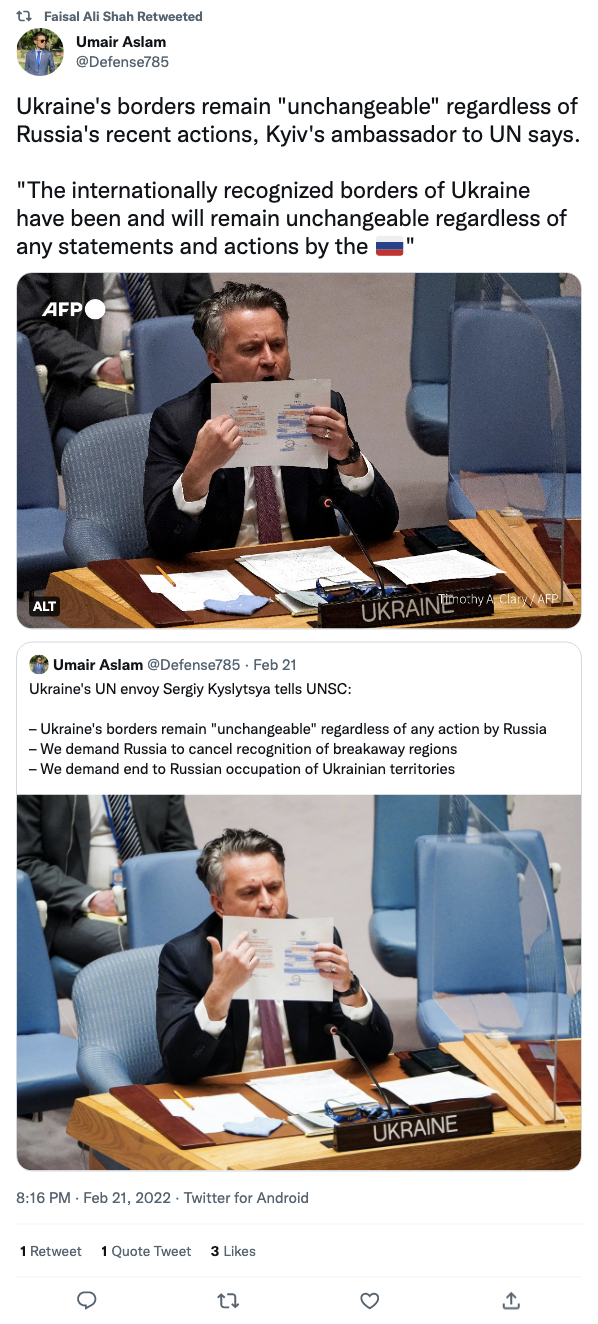 Faisal Ali Shah Retweeted
Umair Aslam
@Defense785
Ukraine's borders remain "unchangeable" regardless of
Russia's recent actions, Kyiv's ambassador to UN says.
"The internationally recognized borders of Ukraine
have been and will remain unchangeable regardless of
any statements and actions by the 🇷🇺"
AFP
ALT
UKRAINE
Timothy A. Clary / AFP
Umair Aslam @Defense785 · Feb 21
Ukraine's UN envoy Sergiy Kyslytsya tells UNSC:
– Ukraine's borders remain "unchangeable" regardless of any action by Russia
– We demand Russia to cancel recognition of breakaway regions
– We demand end to Russian occupation of Ukrainian territories
UKRAINE
8:16 PM · Feb 21, 2022 · Twitter for Android
1 Retweet 1 Quote Tweet 3 Likes